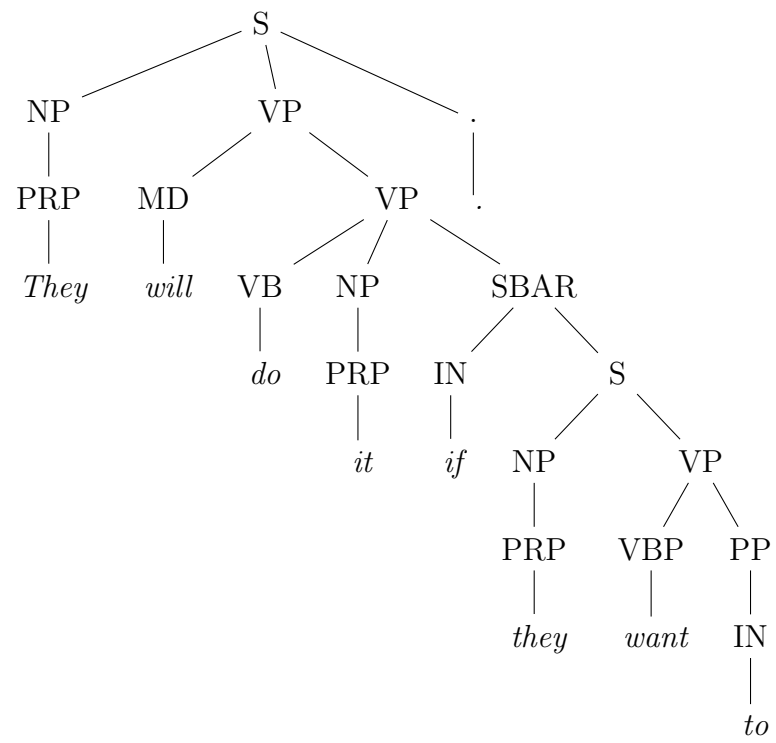 S
NP VP .
PRP MD VP .
They will VB NP SBAR
do PRP IN S
it if NP VP
PRP VBP PP
they want IN
to